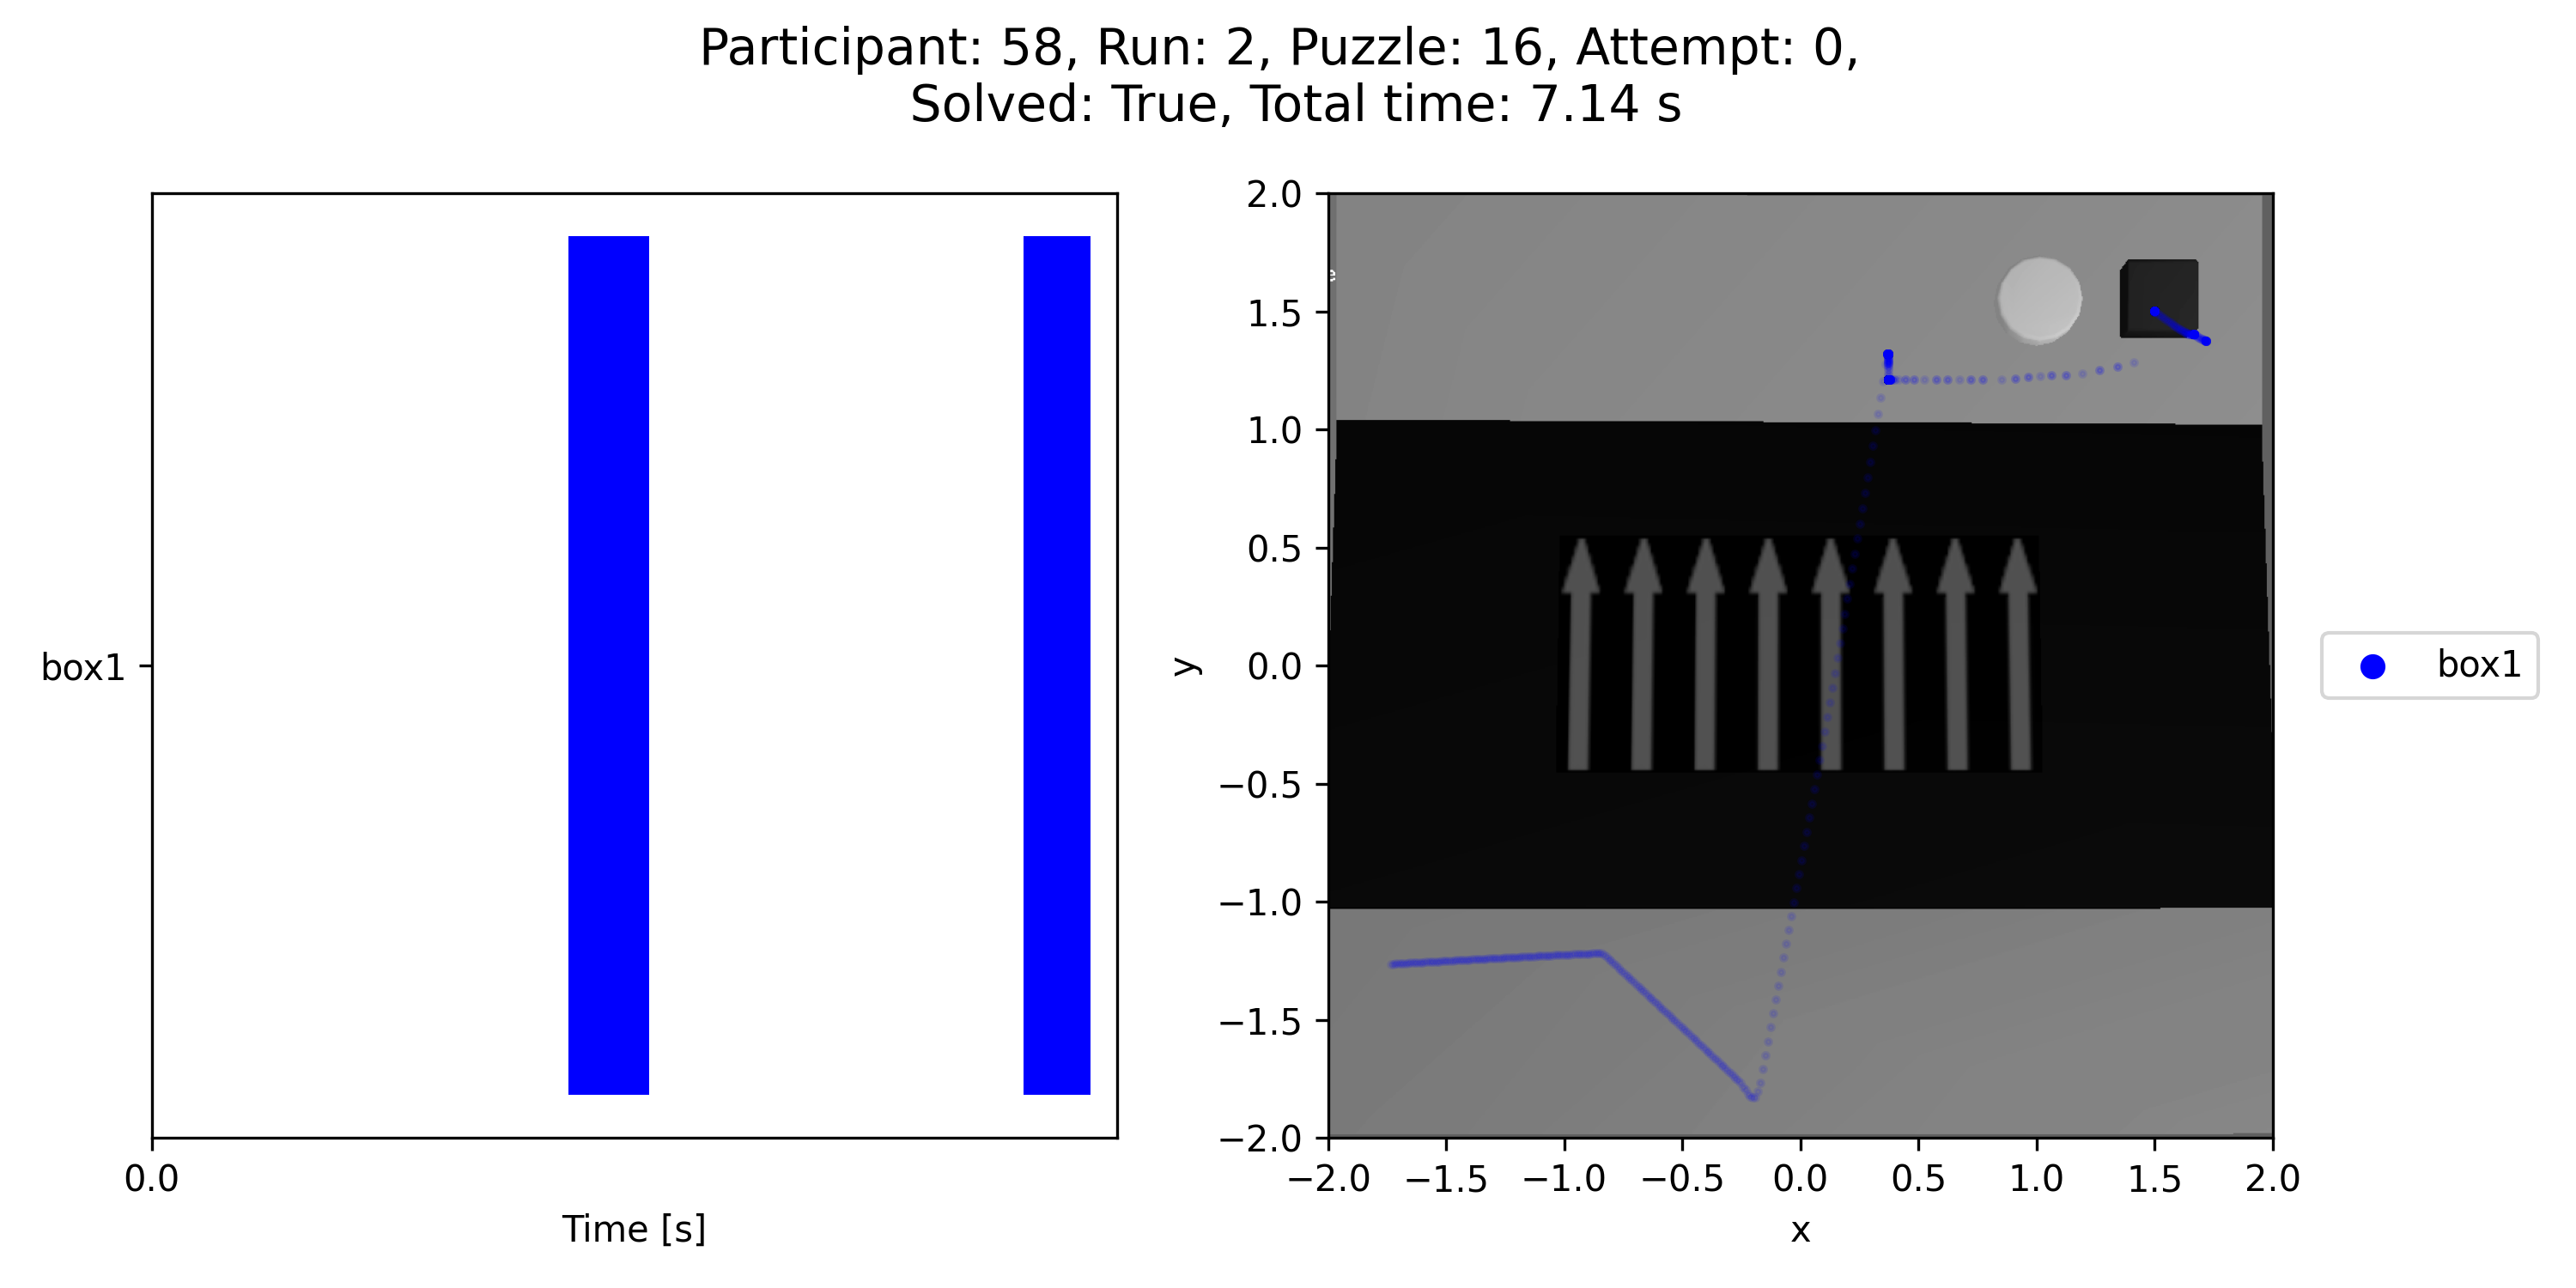 Participant: 58, Run: 2, Puzzle: 16, Attempt: 0,
Solved: True, Total time: 7.14 s
box1
0.0
Time [s]
2.0
1.5
1.0
0.5
0.0
−0.5
−1.0
−1.5
−2.0
y
e
−2.0 −1.5 −1.0 −0.5 0.0 0.5 1.0 1.5 2.0
x
box1